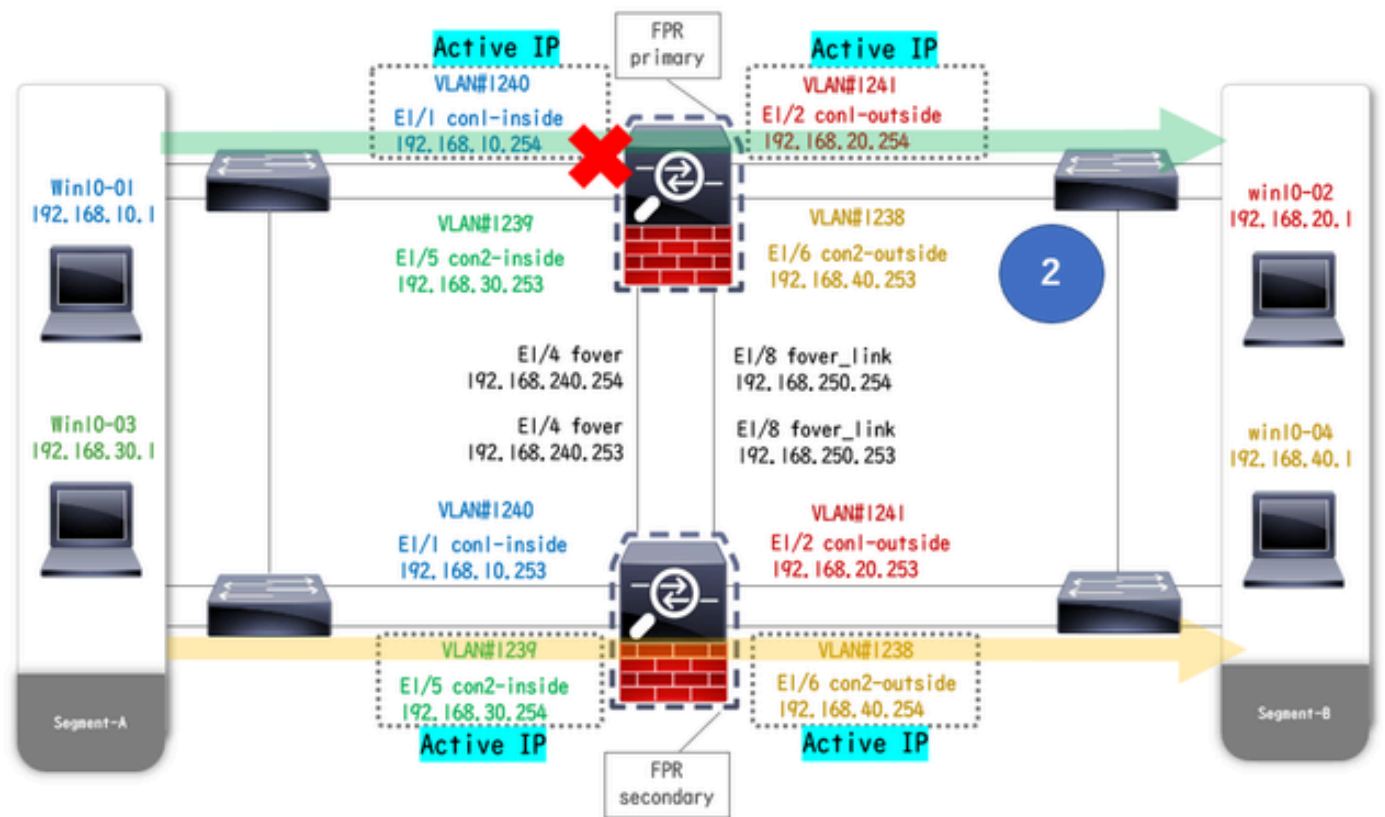 FPR
primary
Active IP
VLAN#1240
E1/1 con1-inside
192.168.10.254
Active IP
VLAN#1241
E1/2 con1-outside
192.168.20.254
Win10-01
192.168.10.1
VLAN#1239
E1/5 con2-inside
192.168.30.253
VLAN#1238
E1/6 con2-outside
192.168.40.253
2
win10-02
192.168.20.1
E1/4 fover
192.168.240.254
E1/8 fover_link
192.168.250.254
Win10-03
192.168.30.1
E1/4 fover
192.168.240.253
E1/8 fover_link
192.168.250.253
win10-04
192.168.40.1
VLAN#1240
E1/1 con1-inside
192.168.10.253
VLAN#1241
E1/2 con1-outside
192.168.20.253
VLAN#1239
E1/5 con2-inside
192.168.30.254
Active IP
VLAN#1238
E1/6 con2-outside
192.168.40.254
Active IP
Segment-A
Segment-B
FPR
secondary